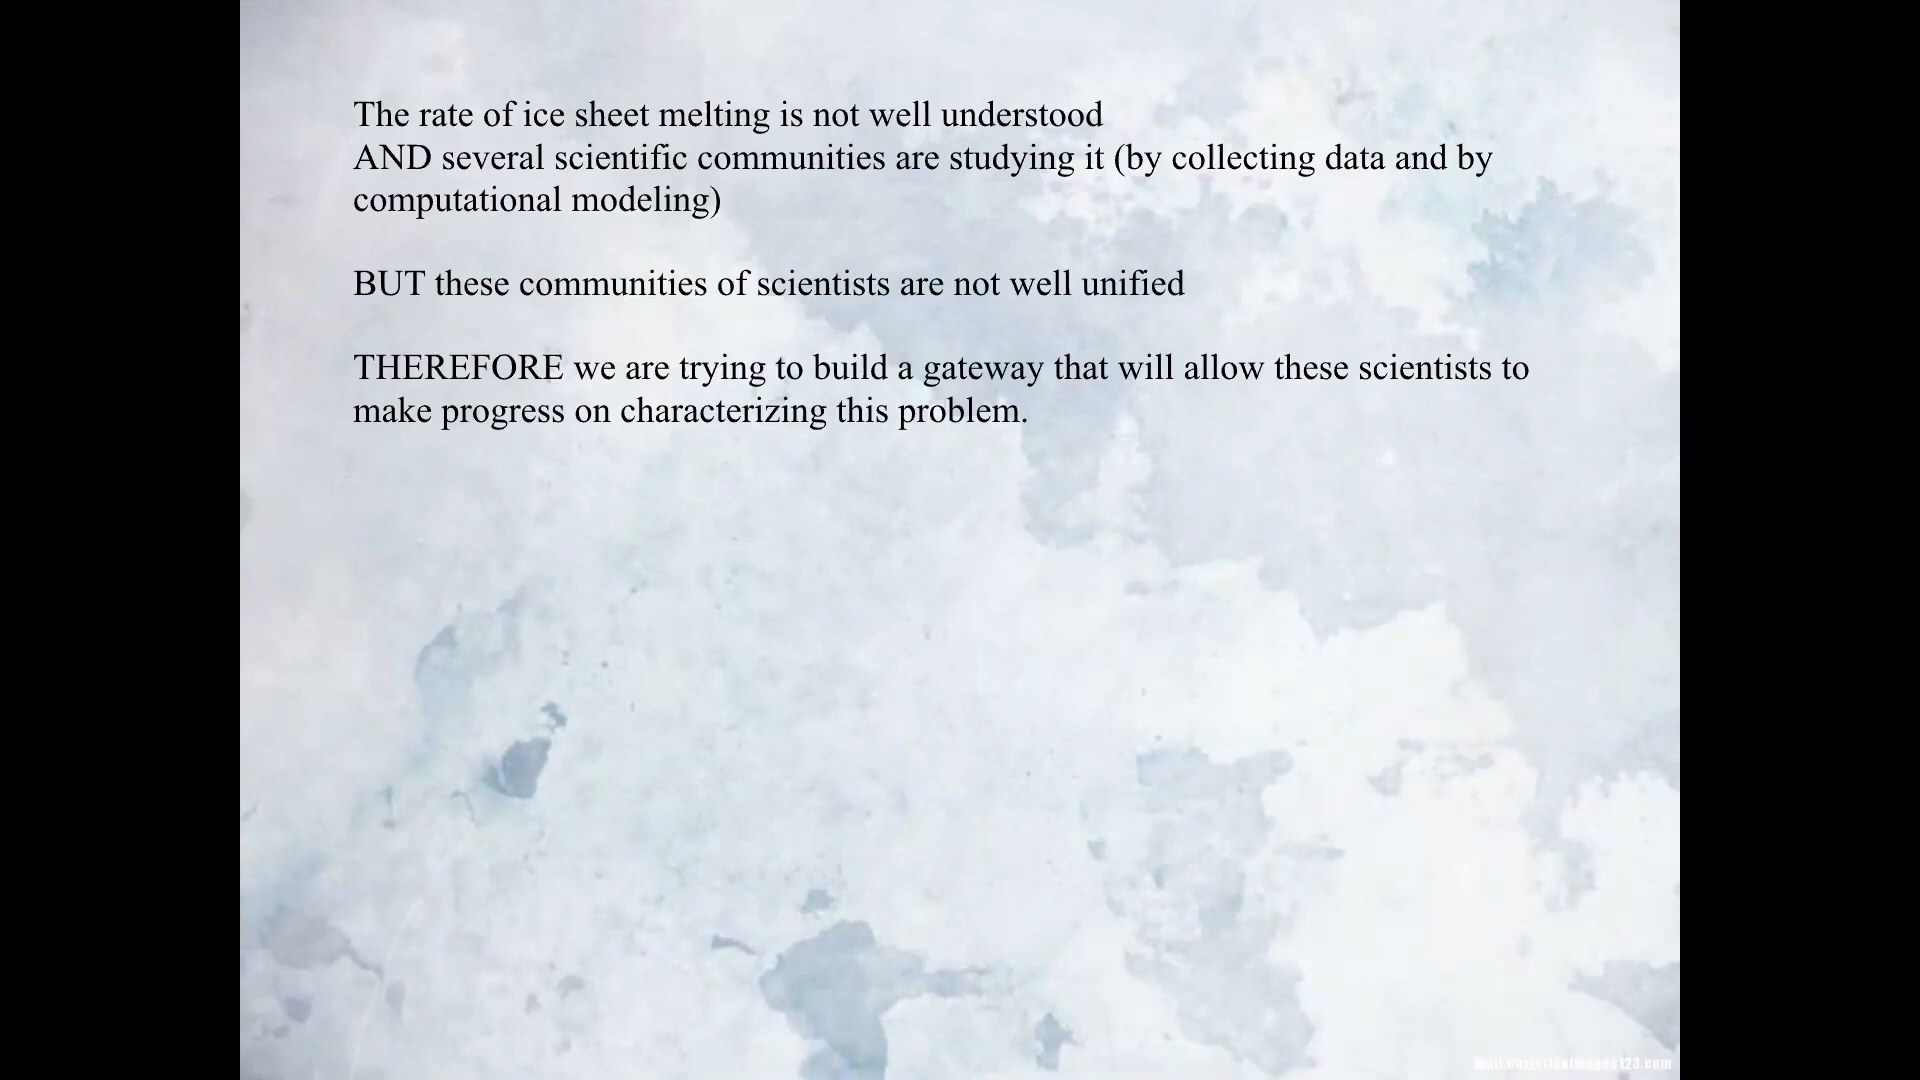 The rate of ice sheet melting is not well understood
AND several scientific communities are studying it (by collecting data and by
computational modeling)
BUT these communities of scientists are not well unified
THEREFORE we are trying to build a gateway that will allow these scientists to
make progress on characterizing this problem.